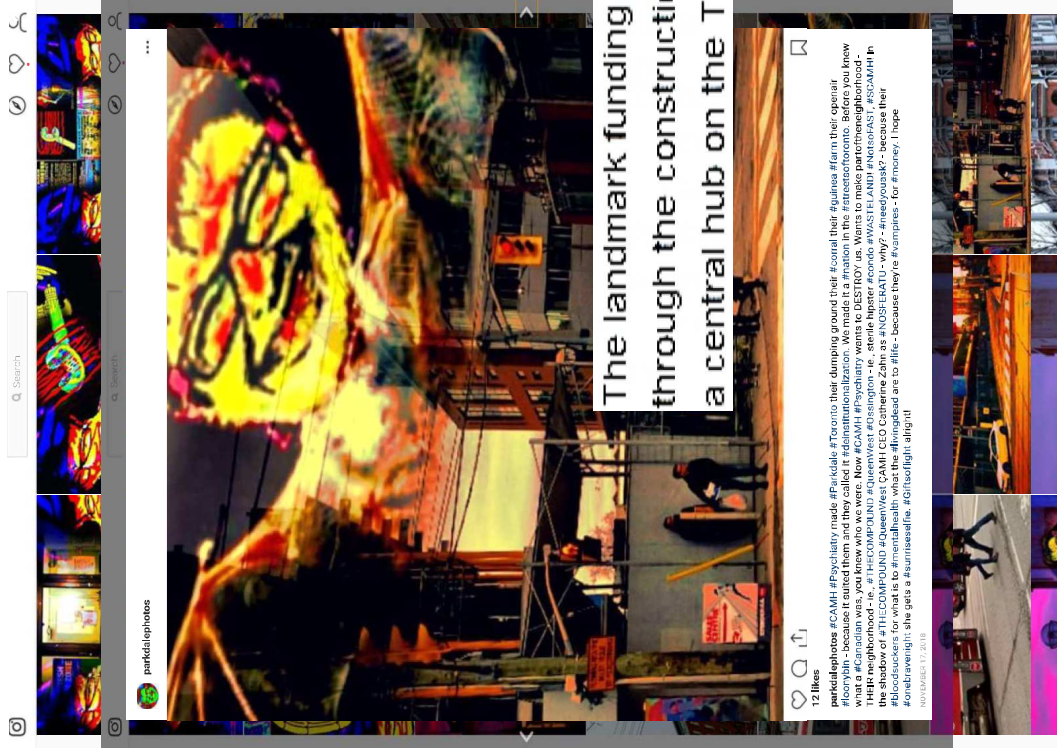 Search
Search
parkdalephotos
The landmark funding
through the constructi
a central hub on the T
12 likes
parkdalephotos #CAMH #Psychiatry made #Parkdale #Toronto their dumping ground their #corral their #guinea #farm their openair
#loonybin - because it suited them and they called it #deinstitutionalization. We made it a #nation in the #streetsoftoronto. Before you knew
what a #Canadian was, you knew who we were. Now #CAMH #Psychiatry wants to DESTROY us. Wants to make partoftheneighborhood -
THEIR neighborhood - ie., #THECOMPOUND #QueenWest #Ossington - ie., sterile hipster #condo #WASTELAND! #NotsoFAST, #SCAMH! In
the shadow of #THECOMPOUND #QueenWest CAMH CEO Catherine Zahn as #NOSFERATU - why? - #needyouask? - because their
#bloodsuckers for what is to #mentalhealth what the #livingdead are to #life - because they're #vampires - for #money. I hope
#onebravenight she gets a #sunriseselfie. #Giftsoflight alright!
NOVEMBER 17, 2018